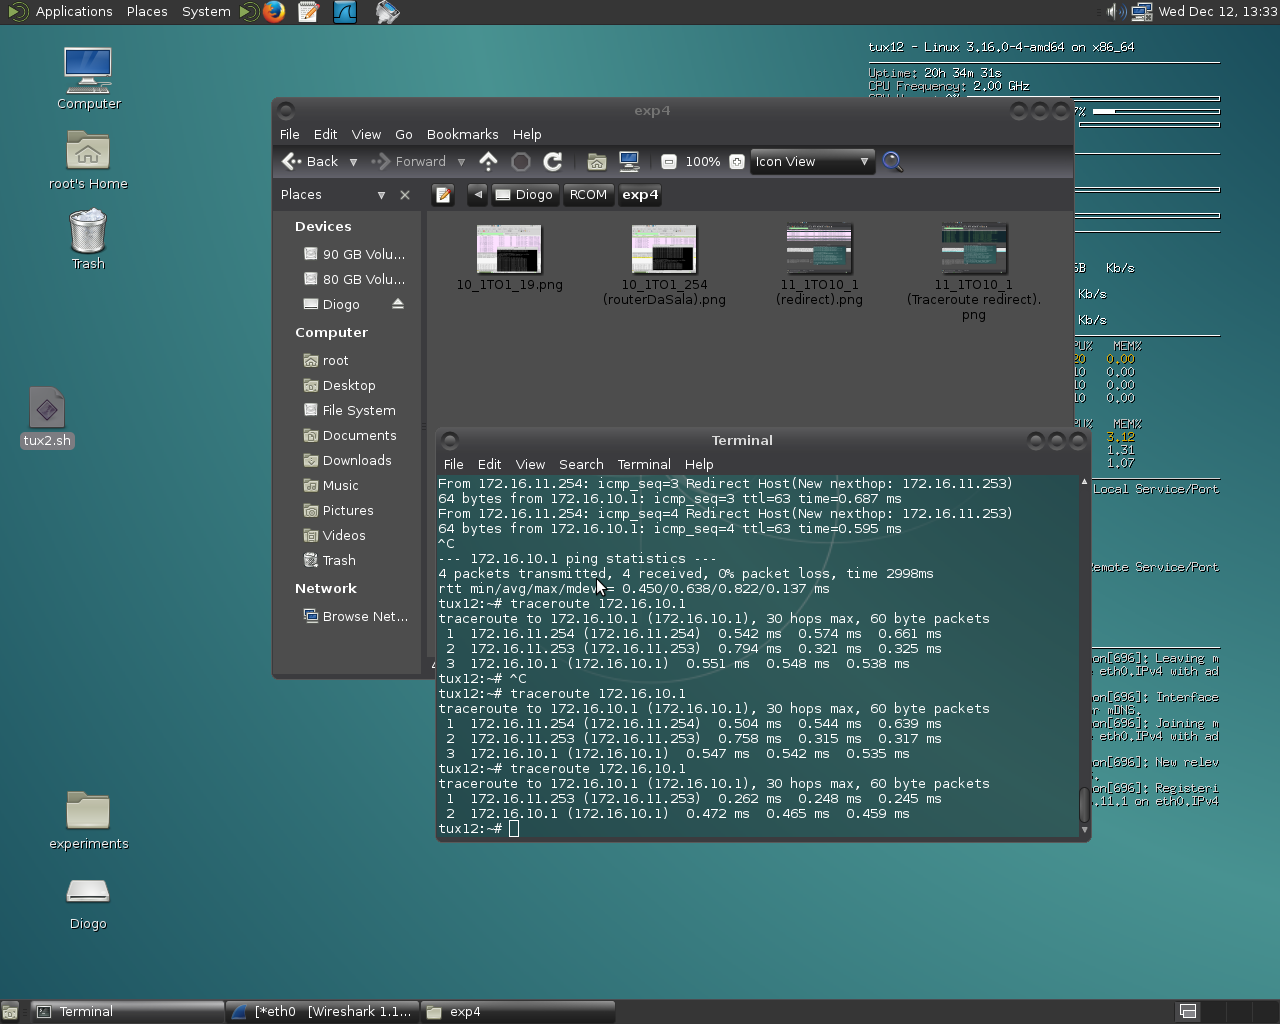 Applications Places System Wed Dec 12, 13:33
Computer
root's Home
Trash
tux2.sh
experiments
Diogo
tux12 - Linux 3.16.0-4-amd64 on x86_64
Uptime: 20h 34m 31s
CPU Frequency: 2.00 GHz
7%
GB Kb/s
Kb/s
Kb/s
PU% MEM%
20 0.00
10 0.00
10 0.00
10 0.00
PU% MEM%
3.12
1.31
1.07
Local Service/Port
emote Service/Port
on[696]: Leaving m
eth0.IPv4 with ad
on[696]: Interface
r mDNS.
on[696]: Joining m
eth0.IPv4 with ad
on[696]: New relev
s.
on[696]: Registeri
.11.1 on eth0.IPv4
exp4
File Edit View Go Bookmarks Help
Back Forward 100% Icon View
Places Diogo RCOM exp4
Devices
90 GB Volu...
80 GB Volu...
Diogo
Computer
root
Desktop
File System
Documents
Downloads
Music
Pictures
Videos
Trash
Network
Browse Net...
10_1TO1_19.png
10_1TO1_254
(routerDaSala).png
11_1TO10_1
(redirect).png
11_1TO10_1
(Traceroute redirect).
png
Terminal
File Edit View Search Terminal Help
From 172.16.11.254: icmp_seq=3 Redirect Host(New nexthop: 172.16.11.253)
64 bytes from 172.16.10.1: icmp_seq=3 ttl=63 time=0.687 ms
From 172.16.11.254: icmp_seq=4 Redirect Host(New nexthop: 172.16.11.253)
64 bytes from 172.16.10.1: icmp_seq=4 ttl=63 time=0.595 ms
^C
--- 172.16.10.1 ping statistics ---
4 packets transmitted, 4 received, 0% packet loss, time 2998ms
rtt min/avg/max/mdev = 0.450/0.638/0.822/0.137 ms
tux12:~# traceroute 172.16.10.1
traceroute to 172.16.10.1 (172.16.10.1), 30 hops max, 60 byte packets
1 172.16.11.254 (172.16.11.254) 0.542 ms 0.574 ms 0.661 ms
2 172.16.11.253 (172.16.11.253) 0.794 ms 0.321 ms 0.325 ms
3 172.16.10.1 (172.16.10.1) 0.551 ms 0.548 ms 0.538 ms
tux12:~# ^C
tux12:~# traceroute 172.16.10.1
traceroute to 172.16.10.1 (172.16.10.1), 30 hops max, 60 byte packets
1 172.16.11.254 (172.16.11.254) 0.504 ms 0.544 ms 0.639 ms
2 172.16.11.253 (172.16.11.253) 0.758 ms 0.315 ms 0.317 ms
3 172.16.10.1 (172.16.10.1) 0.547 ms 0.542 ms 0.535 ms
tux12:~# traceroute 172.16.10.1
traceroute to 172.16.10.1 (172.16.10.1), 30 hops max, 60 byte packets
1 172.16.11.253 (172.16.11.253) 0.262 ms 0.248 ms 0.245 ms
2 172.16.10.1 (172.16.10.1) 0.472 ms 0.465 ms 0.459 ms
tux12:~#
Terminal [*eth0 [Wireshark 1.1... exp4